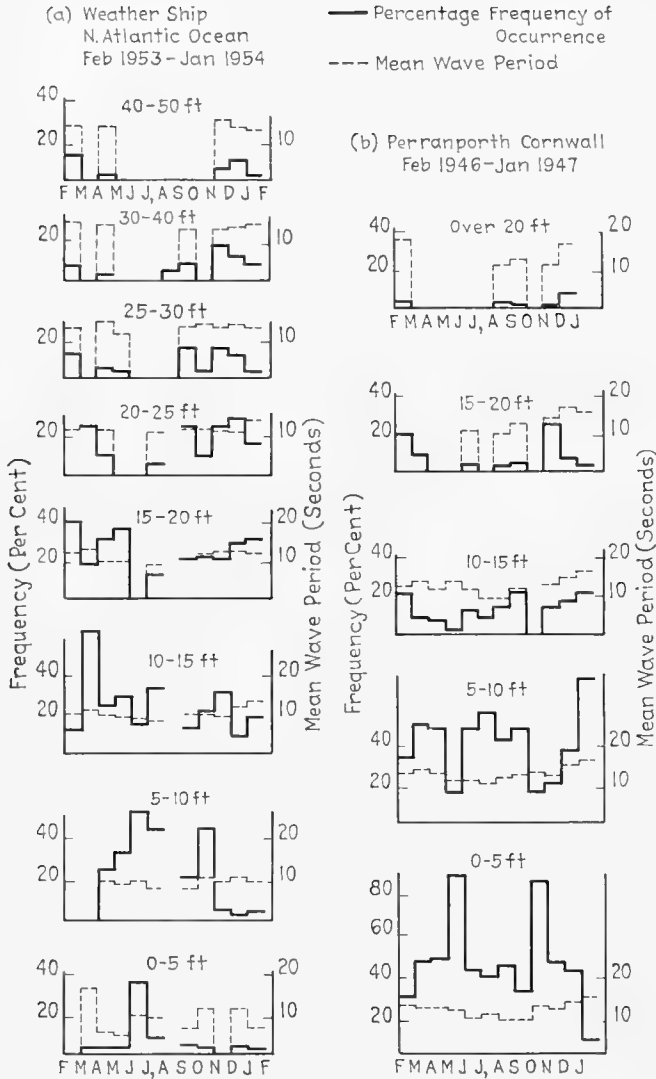 (a) Weather Ship
N. Atlantic Ocean
Feb 1953-Jan 1954
Percentage Frequency of
Occurrence
Mean Wave Period
40-50 ft
40
20
10
F M A M J J, A S O N D J F
30-40 ft
20
10
25-30 ft
20
10
20-25 ft
20
10
15-20 ft
40
20
20
10
10-15 ft
40
20
20
10
5-10 ft
40
20
20
10
0-5 ft
40
20
20
10
F M A M J J, A S O N D J F
Frequency (Per Cent)
Mean Wave Period (Seconds)
(b) Perranporth Cornwall
Feb 1946-Jan 1947
Over 20 ft
40
20
20
10
F M A M J J, A S O N D J
15-20 ft
40
20
20
10
10-15 ft
40
20
20
10
5-10 ft
40
20
20
10
0-5 ft
80
60
40
20
20
10
F M A M J J, A S O N D J
Frequency (Per Cent)
Mean Wave Period (Seconds)